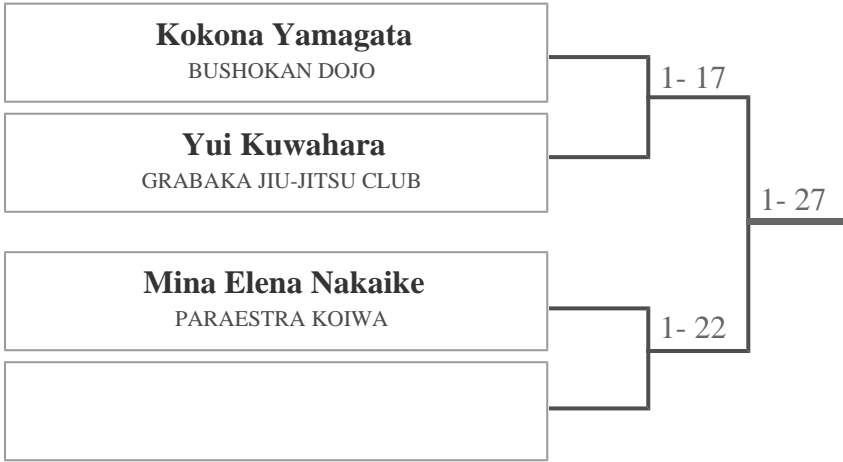 Kokona Yamagata
BUSHOKAN DOJO
1- 17
Yui Kuwahara
GRABAKA JIU-JITSU CLUB
1- 27
Mina Elena Nakaike
PARAESTRA KOIWA
1- 22